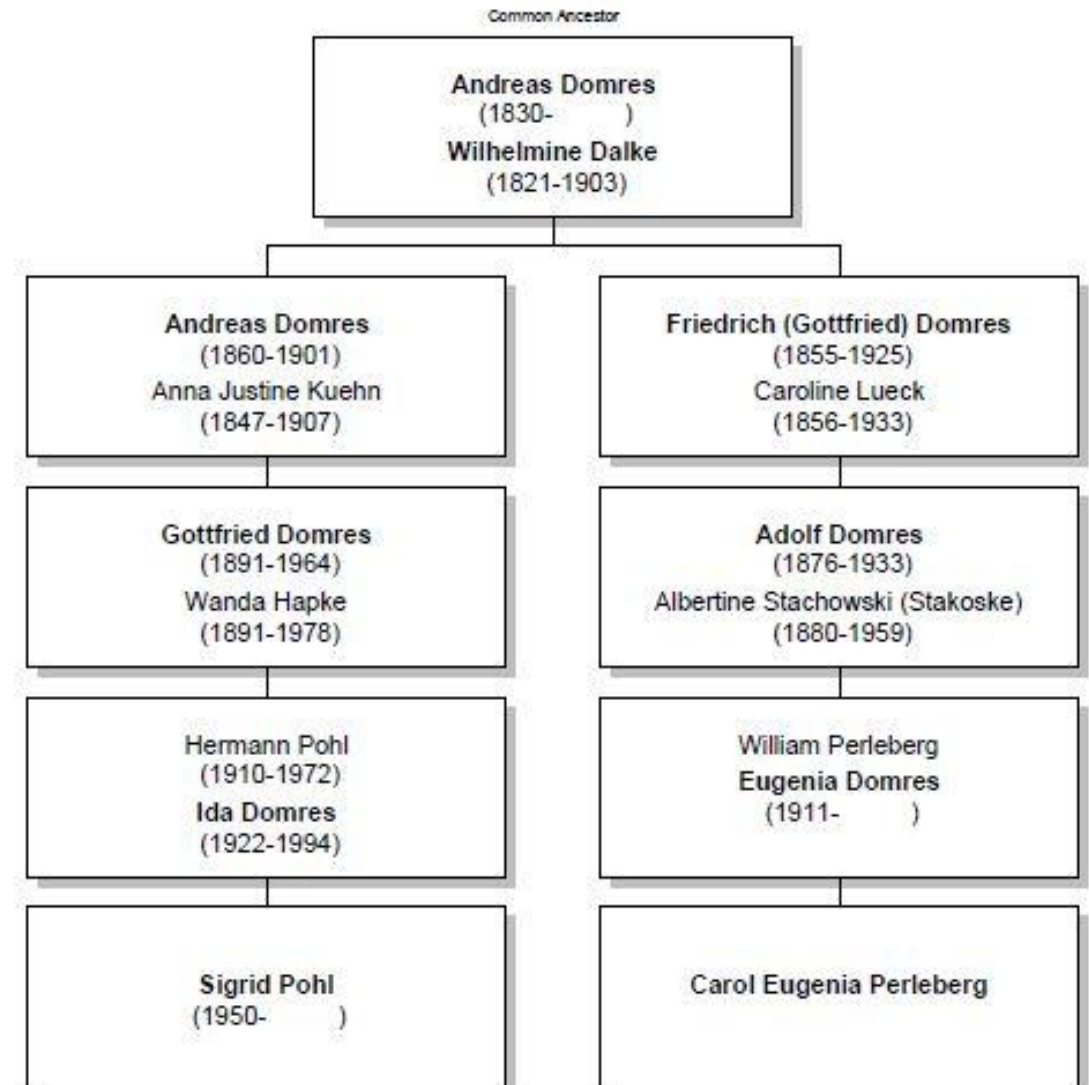 Common Ancestor
Andreas Domres
(1830- )
Wilhelmine Dalke
(1821-1903)
Andreas Domres
(1860-1901)
Anna Justine Kuehn
(1847-1907)
Friedrich (Gottfried) Domres
(1855-1925)
Caroline Lueck
(1856-1933)
Gottfried Domres
(1891-1964)
Wanda Hapke
(1891-1978)
Adolf Domres
(1876-1933)
Albertine Stachowski (Stakoske)
(1880-1959)
Hermann Pohl
(1910-1972)
Ida Domres
(1922-1994)
William Perleberg
Eugenia Domres
(1911- )
Sigrid Pohl
(1950- )
Carol Eugenia Perleberg